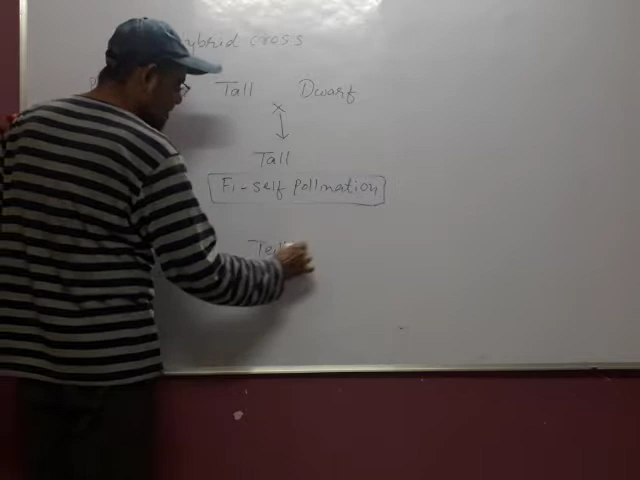 ybrid cross
Tall Dwarf
×
Tall
F1 - self pollination